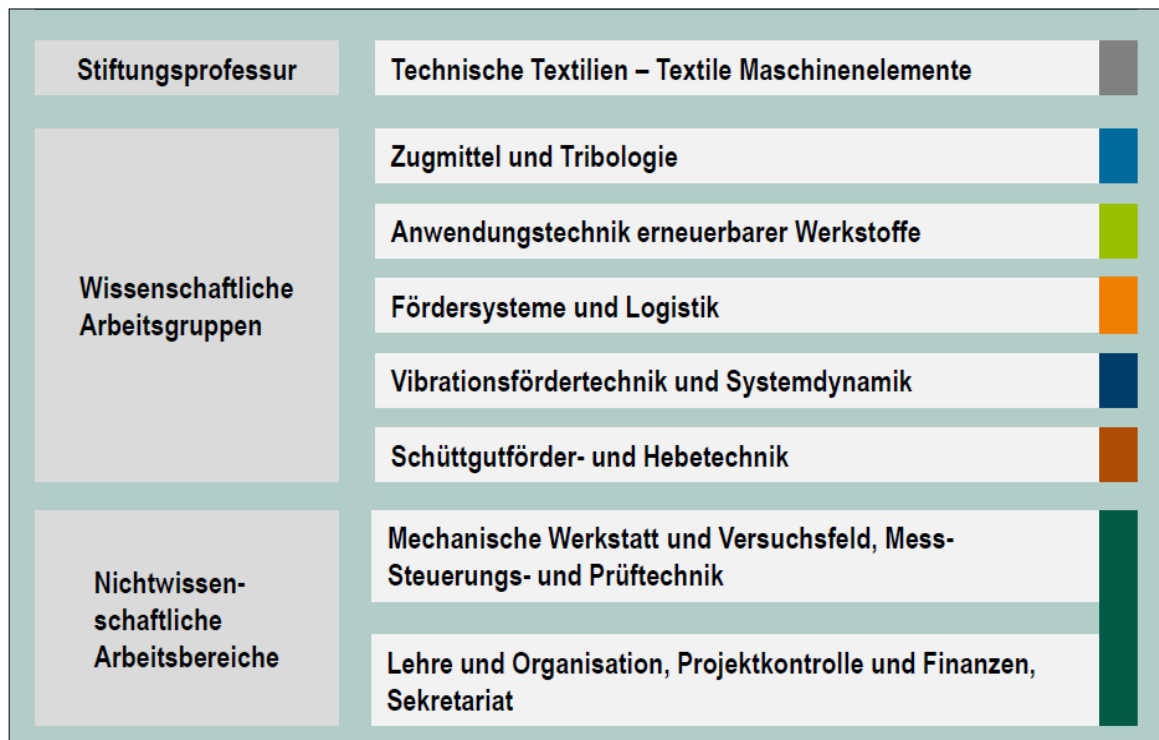 Stiftungsprofessur
Technische Textilien – Textile Maschinenelemente
Wissenschaftliche
Arbeitsgruppen
Zugmittel und Tribologie
Anwendungstechnik erneuerbarer Werkstoffe
Fördersysteme und Logistik
Vibrationsfördertechnik und Systemdynamik
Schüttgutförder- und Hebetechnik
Nichtwissen-
schaftliche
Arbeitsbereiche
Mechanische Werkstatt und Versuchsfeld, Mess-
Steuerungs- und Prüftechnik
Lehre und Organisation, Projektkontrolle und Finanzen,
Sekretariat